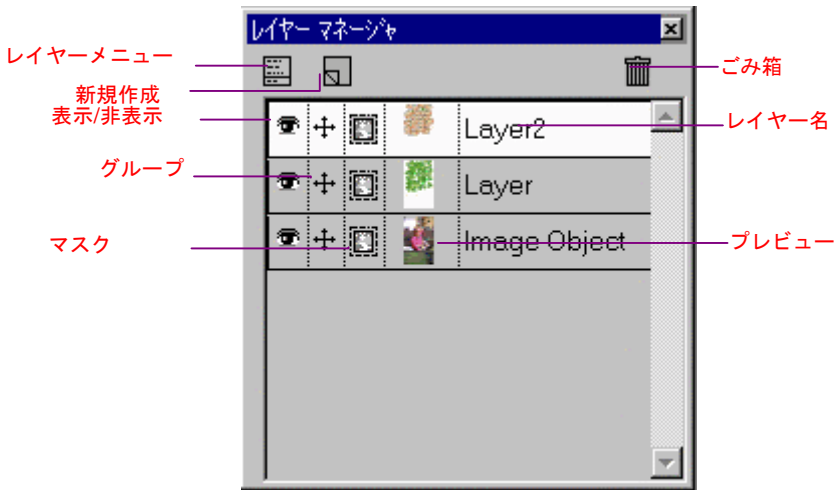 レイヤー マネージャ
レイヤーメニュー
ごみ箱
新規作成
表示/非表示
Layer2
レイヤー名
グループ
Layer
マスク
Image Object
プレビュー